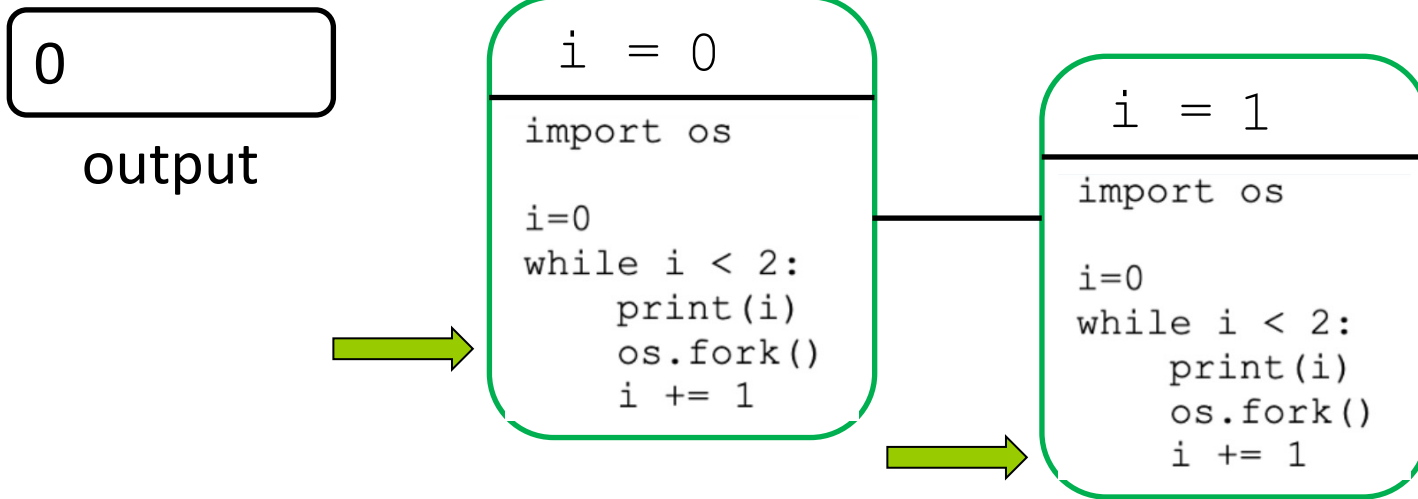 0
output
i = 0
import os
i=0
while i < 2:
    print(i)
    os.fork()
    i += 1
i = 1
import os
i=0
while i < 2:
    print(i)
    os.fork()
    i += 1